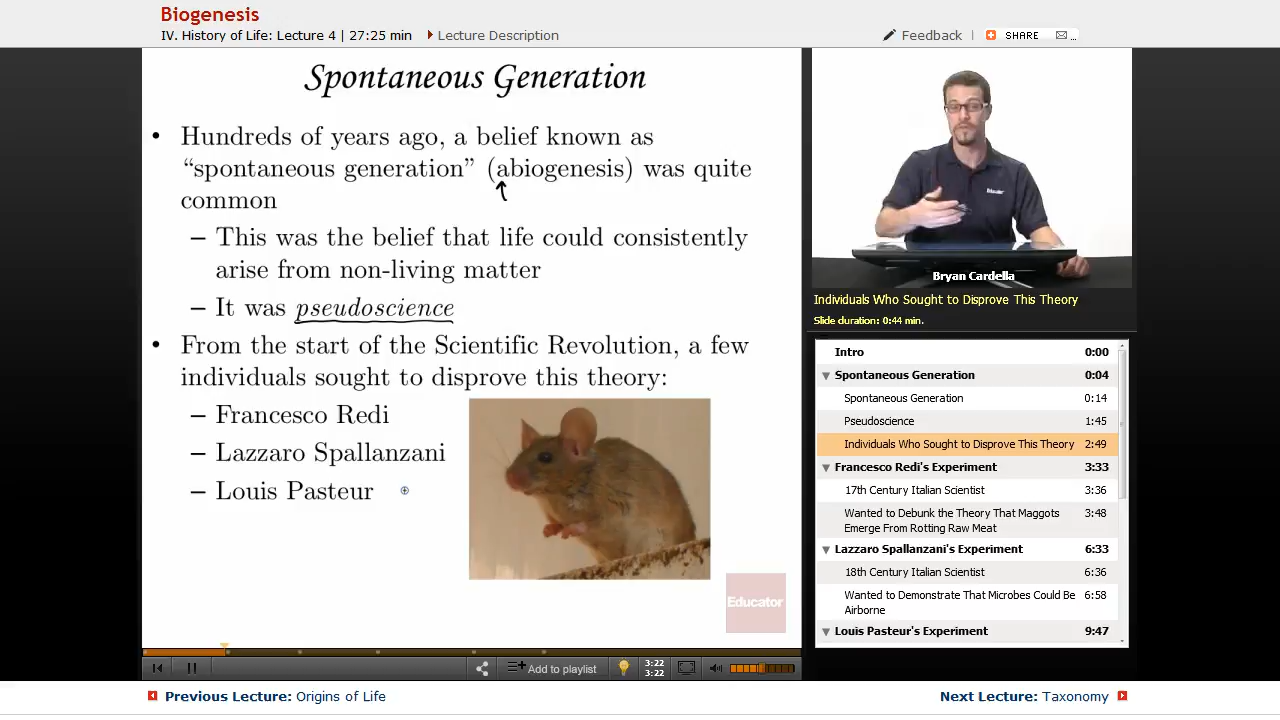 Biogenesis
IV. History of Life: Lecture 4 | 27:25 min
Lecture Description
Feedback
SHARE
Spontaneous Generation
• Hundreds of years ago, a belief known as
“spontaneous generation” (abiogenesis) was quite
common
– This was the belief that life could consistently
arise from non-living matter
– It was pseudoscience
• From the start of the Scientific Revolution, a few
individuals sought to disprove this theory:
– Francesco Redi
– Lazzaro Spallanzani
– Louis Pasteur
Educator
Educator
Bryan Cardella
Individuals Who Sought to Disprove This Theory
Slide duration: 0:44 min.
Intro 0:00
Spontaneous Generation 0:04
Spontaneous Generation 0:14
Pseudoscience 1:45
Individuals Who Sought to Disprove This Theory 2:49
Francesco Redi's Experiment 3:33
17th Century Italian Scientist 3:36
Wanted to Debunk the Theory That Maggots 3:48
Emerge From Rotting Raw Meat
Lazzaro Spallanzani's Experiment 6:33
18th Century Italian Scientist 6:36
Wanted to Demonstrate That Microbes Could Be 6:58
Airborne
Louis Pasteur's Experiment 9:47
Add to playlist
3:22
3:22
Previous Lecture: Origins of Life
Next Lecture: Taxonomy